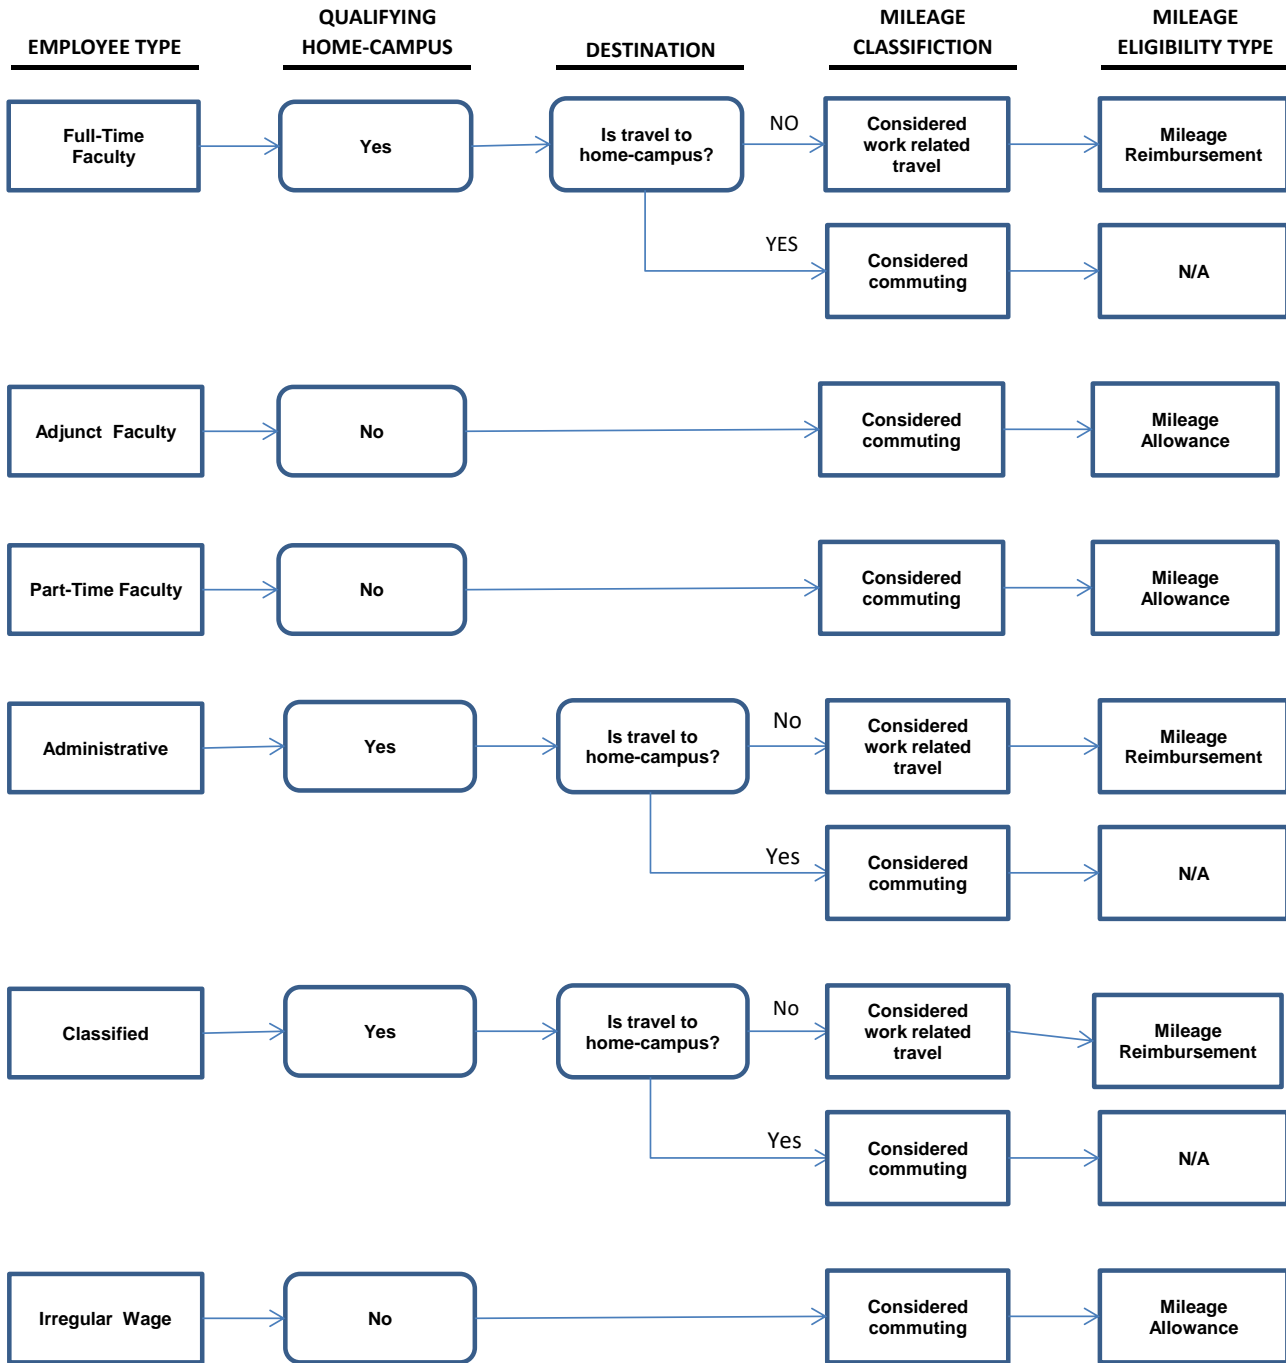 EMPLOYEE TYPE
QUALIFYING
HOME-CAMPUS
DESTINATION
MILEAGE
CLASSIFICTION
MILEAGE
ELIGIBILITY TYPE
Full-Time
Faculty
Yes
Is travel to
home-campus?
NO
Considered
work related
travel
Mileage
Reimbursement
YES
Considered
commuting
N/A
Adjunct Faculty
No
Considered
commuting
Mileage
Allowance
Part-Time Faculty
No
Considered
commuting
Mileage
Allowance
Administrative
Yes
Is travel to
home-campus?
No
Considered
work related
travel
Mileage
Reimbursement
Yes
Considered
commuting
N/A
Classified
Yes
Is travel to
home-campus?
No
Considered
work related
travel
Mileage
Reimbursement
Yes
Considered
commuting
N/A
Irregular Wage
No
Considered
commuting
Mileage
Allowance